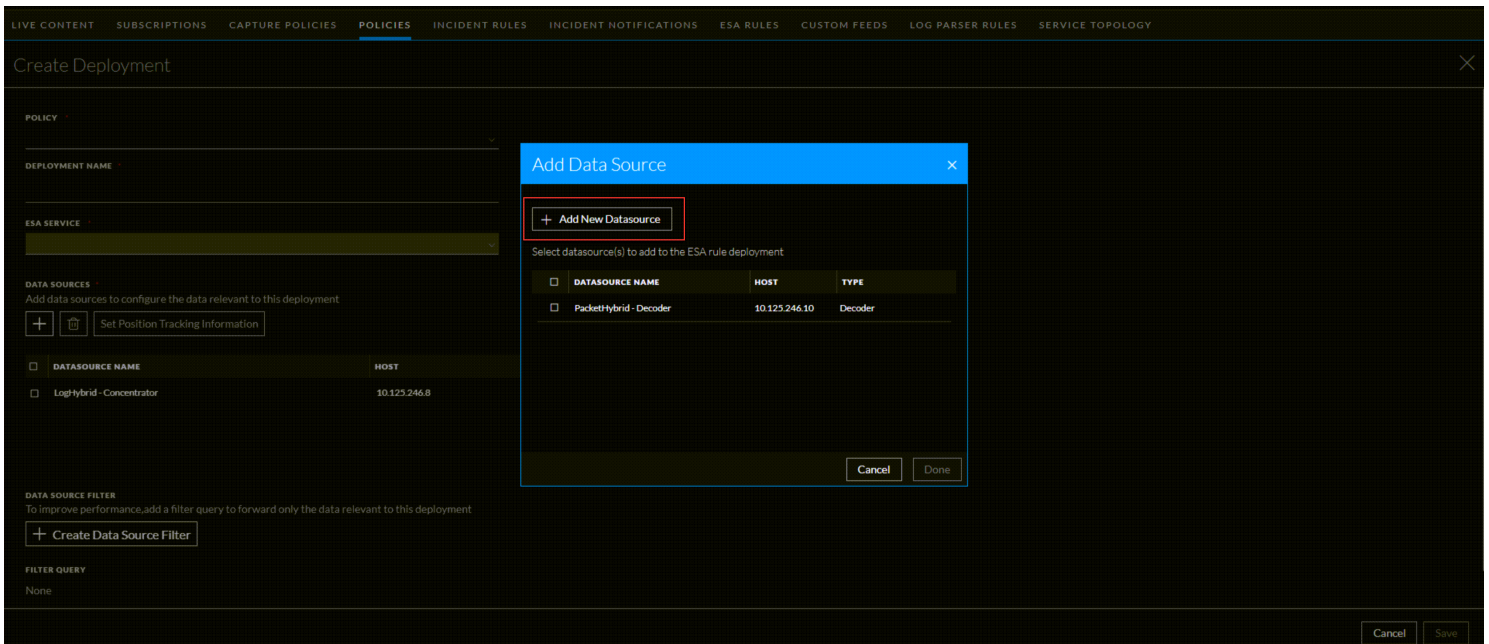 LIVE CONTENT SUBSCRIPTIONS CAPTURE POLICIES POLICIES INCIDENT RULES INCIDENT NOTIFICATIONS ESA RULES CUSTOM FEEDS LOG PARSER RULES SERVICE TOPOLOGY
Create Deployment
POLICY *
DEPLOYMENT NAME *
ESA SERVICE *
DATA SOURCES *
Add data sources to configure the data relevant to this deployment
Set Position Tracking Information
DATASOURCE NAME HOST
LogHybrid - Concentrator 10.125.246.8
DATA SOURCE FILTER
To improve performance,add a filter query to forward only the data relevant to this deployment
+ Create Data Source Filter
FILTER QUERY
None
Add Data Source
+ Add New Datasource
Select datasource(s) to add to the ESA rule deployment
DATASOURCE NAME HOST TYPE
PacketHybrid - Decoder 10.125.246.10 Decoder
Cancel Done
Cancel Save